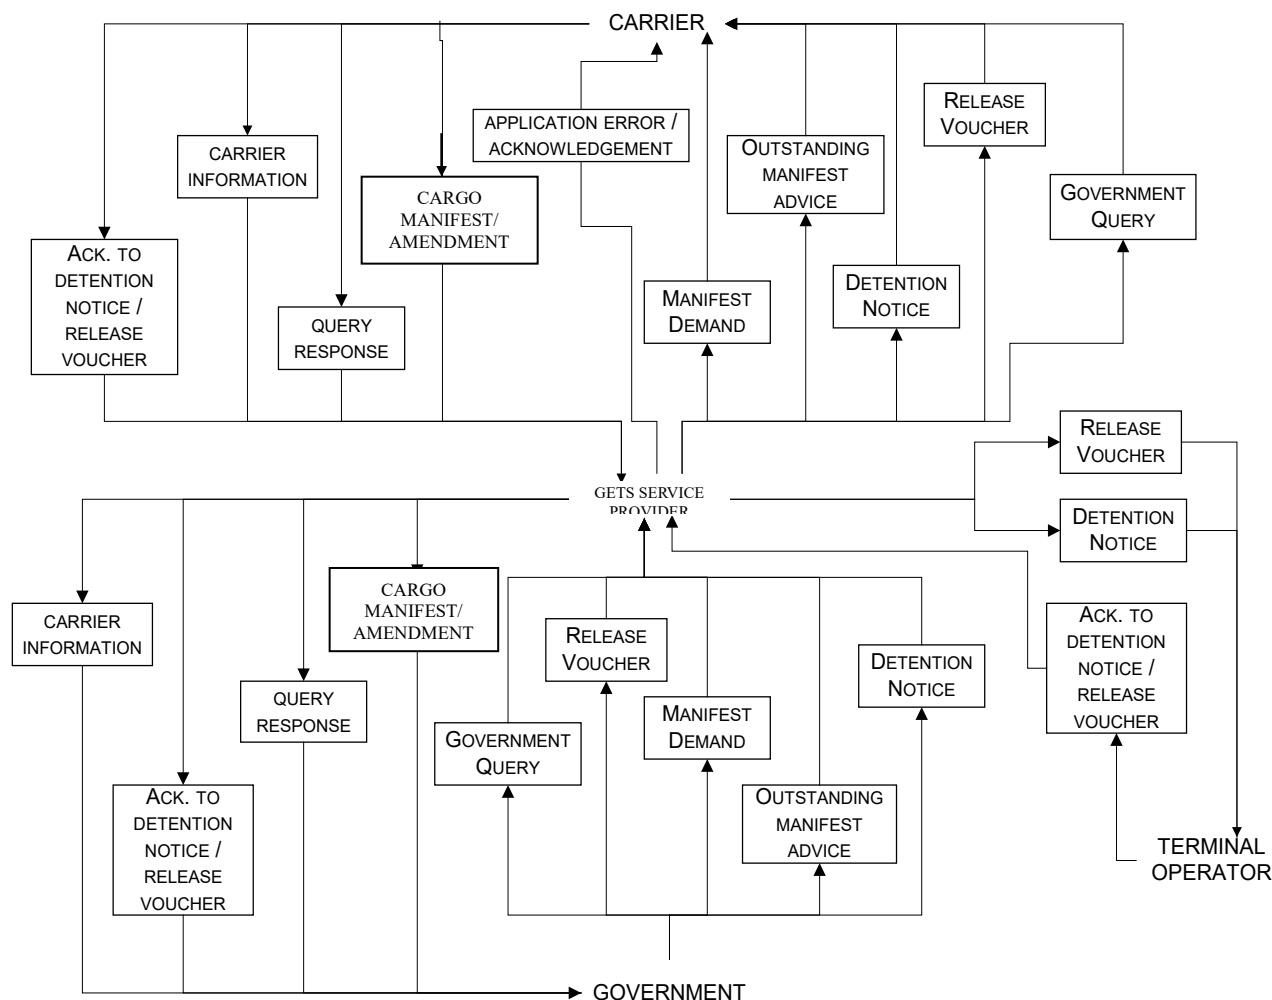 CARRIER
RELEASE
VOUCHER
APPLICATION ERROR /
ACKNOWLEDGEMENT
OUTSTANDING
MANIFEST
ADVICE
CARRIER
INFORMATION
CARGO
MANIFEST/
AMENDMENT
GOVERNMENT
QUERY
ACK. TO
DETENTION
NOTICE /
RELEASE
VOUCHER
QUERY
RESPONSE
MANIFEST
DEMAND
DETENTION
NOTICE
RELEASE
VOUCHER
GETS SERVICE
PROVIDER
DETENTION
NOTICE
CARGO
MANIFEST/
AMENDMENT
CARRIER
INFORMATION
RELEASE
VOUCHER
DETENTION
NOTICE
ACK. TO
DETENTION
NOTICE /
RELEASE
VOUCHER
QUERY
RESPONSE
GOVERNMENT
QUERY
MANIFEST
DEMAND
ACK. TO
DETENTION
NOTICE /
RELEASE
VOUCHER
OUTSTANDING
MANIFEST
ADVICE
TERMINAL
OPERATOR
GOVERNMENT